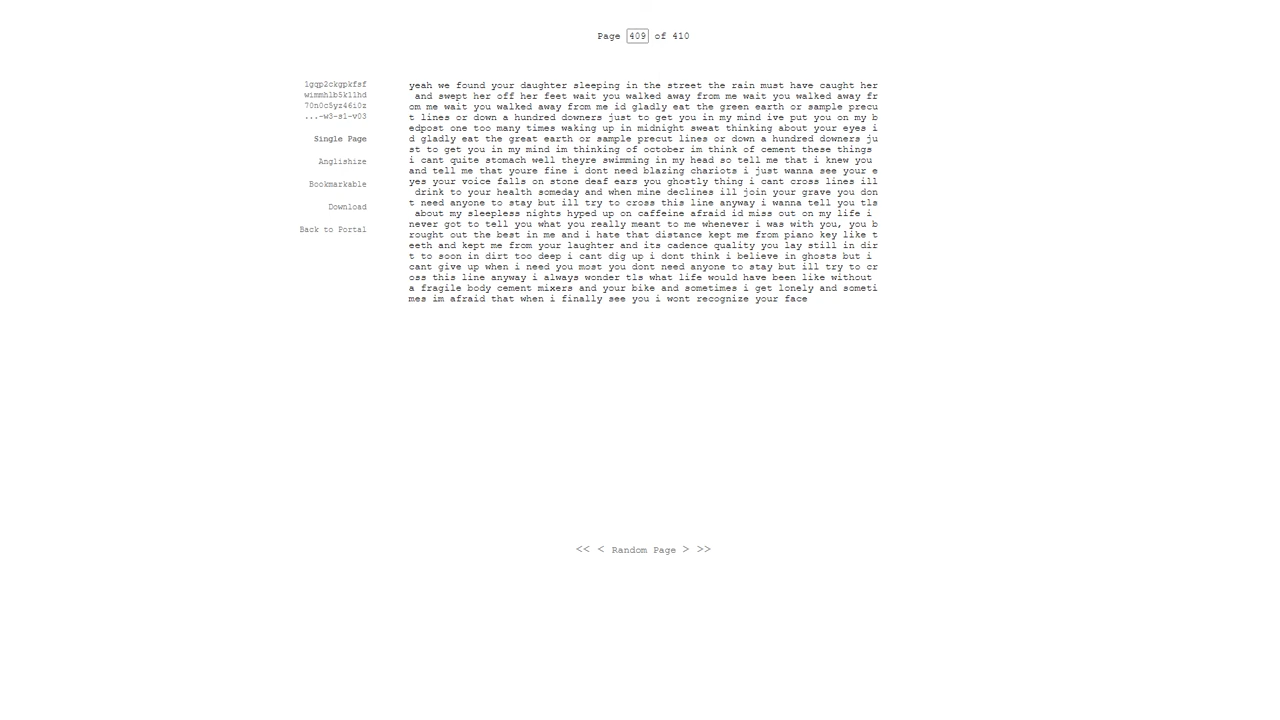 Page 409 of 410
1gqp2ckgpkfsf
wimmhlb5kllhd
70n0c5yz46i0z
...-w3-s1-v03
Single Page
Anglishize
Bookmarkable
Download
Back to Portal
yeah we found your daughter sleeping in the street the rain must have caught her
 and swept her off her feet wait you walked away from me wait you walked away fr
om me wait you walked away from me id gladly eat the green earth or sample precu
t lines or down a hundred downers just to get you in my mind ive put you on my b
edpost one too many times waking up in midnight sweat thinking about your eyes i
d gladly eat the great earth or sample precut lines or down a hundred downers ju
st to get you in my mind im thinking of october im think of cement these things
i cant quite stomach well theyre swimming in my head so tell me that i knew you
and tell me that youre fine i dont need blazing chariots i just wanna see your e
yes your voice falls on stone deaf ears you ghostly thing i cant cross lines ill
 drink to your health someday and when mine declines ill join your grave you don
t need anyone to stay but ill try to cross this line anyway i wanna tell you tls
 about my sleepless nights hyped up on caffeine afraid id miss out on my life i
never got to tell you what you really meant to me whenever i was with you, you b
rought out the best in me and i hate that distance kept me from piano key like t
eeth and kept me from your laughter and its cadence quality you lay still in dir
t to soon in dirt too deep i cant dig up i dont think i believe in ghosts but i
cant give up when i need you most you dont need anyone to stay but ill try to cr
oss this line anyway i always wonder tls what life would have been like without
a fragile body cement mixers and your bike and sometimes i get lonely and someti
mes im afraid that when i finally see you i wont recognize your face
<< < Random Page > >>